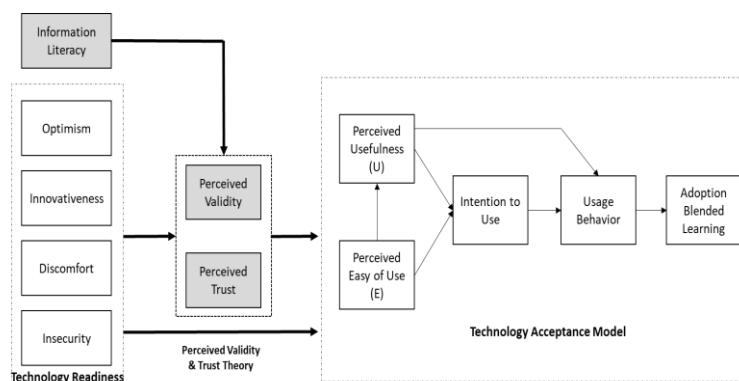 Information
Literacy
Optimism
Innovativeness
Discomfort
Insecurity
Technology Readiness
Perceived
Validity
Perceived
Trust
Perceived Validity
& Trust Theory
Perceived
Usefulness
(U)
Perceived
Easy of Use
(E)
Intention to
Use
Usage
Behavior
Adoption
Blended
Learning
Technology Acceptance Model